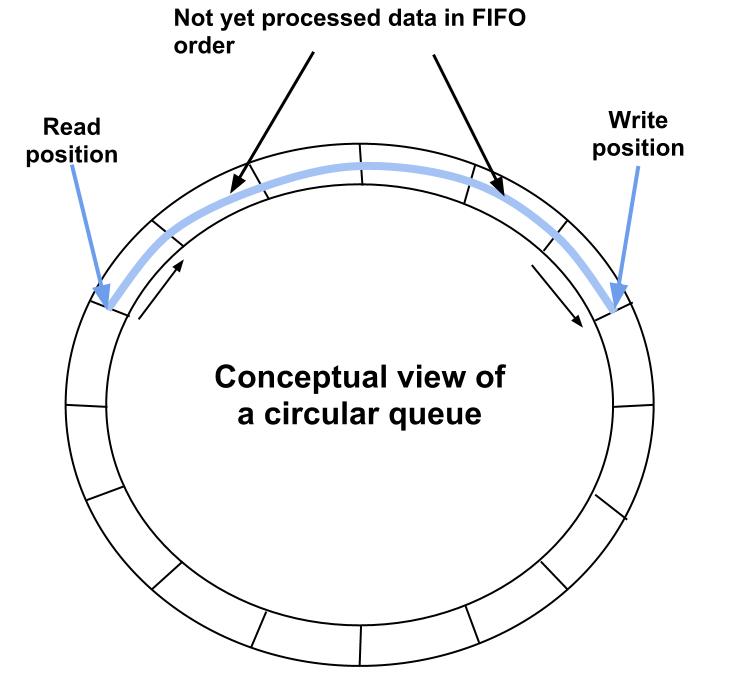 Not yet processed data in FIFO
order
Read
position
Write
position
Conceptual view of
a circular queue